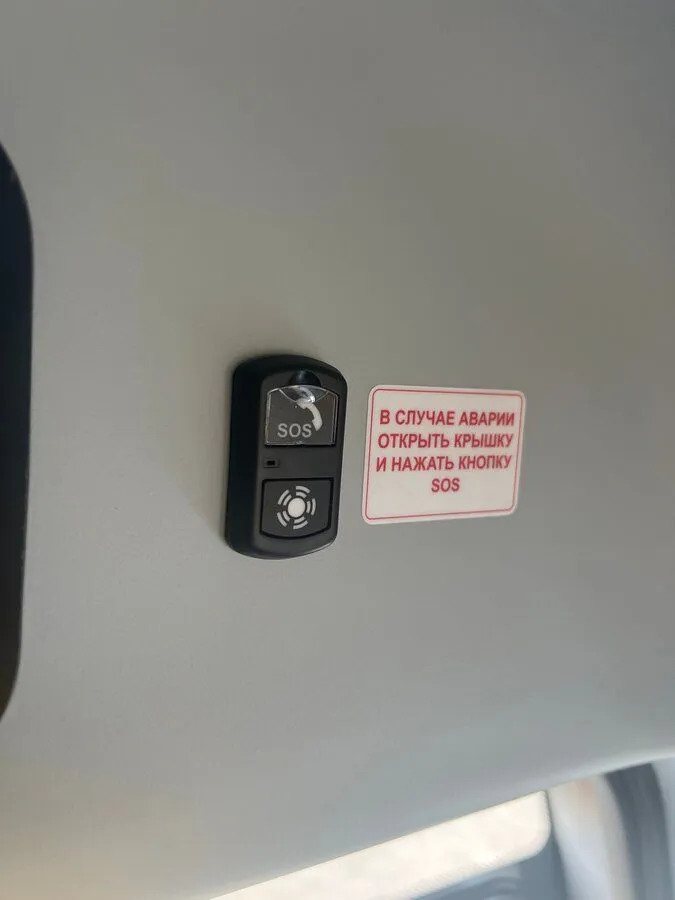 SOS
В СЛУЧАЕ АВАРИИ
ОТКРЫТЬ КРЫШКУ
И НАЖАТЬ КНОПКУ
SOS